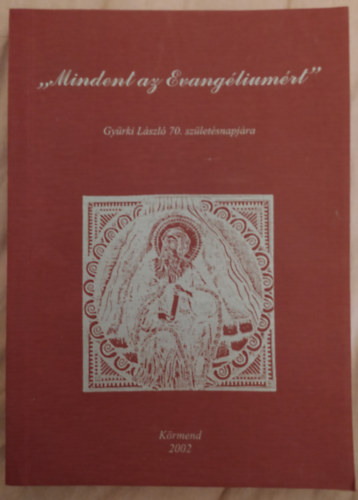 „Mindent az Evangéliumért”
Gyürki László 70. születésnapjára
Körmend
2002